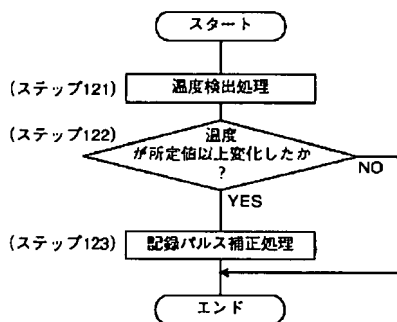 スタート
(ステップ121)
温度検出処理
(ステップ122)
温度
が所定値以上変化したか
?
NO
YES
(ステップ123)
記録パルス補正処理
エンド